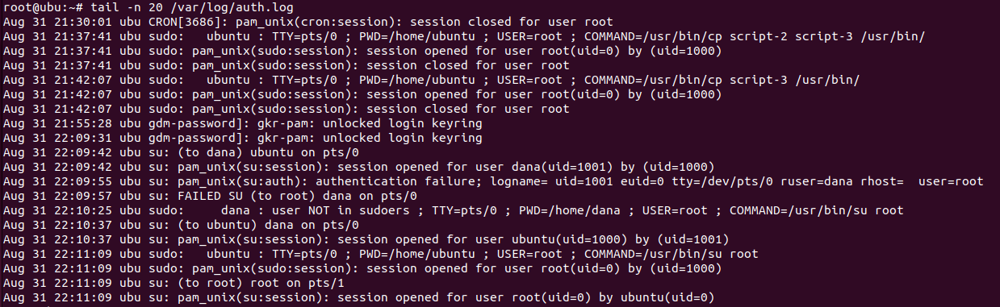 root@ubu:~# tail -n 20 /var/log/auth.log
Aug 31 21:30:01 ubu CRON[3686]: pam_unix(cron:session): session closed for user root
Aug 31 21:37:41 ubu sudo:   ubuntu : TTY=pts/0 ; PWD=/home/ubuntu ; USER=root ; COMMAND=/usr/bin/cp script-2 script-3 /usr/bin/
Aug 31 21:37:41 ubu sudo: pam_unix(sudo:session): session opened for user root(uid=0) by (uid=1000)
Aug 31 21:37:41 ubu sudo: pam_unix(sudo:session): session closed for user root
Aug 31 21:42:07 ubu sudo:   ubuntu : TTY=pts/0 ; PWD=/home/ubuntu ; USER=root ; COMMAND=/usr/bin/cp script-3 /usr/bin/
Aug 31 21:42:07 ubu sudo: pam_unix(sudo:session): session opened for user root(uid=0) by (uid=1000)
Aug 31 21:42:07 ubu sudo: pam_unix(sudo:session): session closed for user root
Aug 31 21:55:28 ubu gdm-password]: gkr-pam: unlocked login keyring
Aug 31 22:09:31 ubu gdm-password]: gkr-pam: unlocked login keyring
Aug 31 22:09:42 ubu su: (to dana) ubuntu on pts/0
Aug 31 22:09:42 ubu su: pam_unix(su:session): session opened for user dana(uid=1001) by (uid=1000)
Aug 31 22:09:55 ubu su: pam_unix(su:auth): authentication failure; logname= uid=1001 euid=0 tty=/dev/pts/0 ruser=dana rhost=  user=root
Aug 31 22:09:57 ubu su: FAILED SU (to root) dana on pts/0
Aug 31 22:10:25 ubu sudo:     dana : user NOT in sudoers ; TTY=pts/0 ; PWD=/home/dana ; USER=root ; COMMAND=/usr/bin/su root
Aug 31 22:10:37 ubu su: (to ubuntu) dana on pts/0
Aug 31 22:10:37 ubu su: pam_unix(su:session): session opened for user ubuntu(uid=1000) by (uid=1001)
Aug 31 22:11:09 ubu sudo:   ubuntu : TTY=pts/0 ; PWD=/home/ubuntu ; USER=root ; COMMAND=/usr/bin/su root
Aug 31 22:11:09 ubu sudo: pam_unix(sudo:session): session opened for user root(uid=0) by (uid=1000)
Aug 31 22:11:09 ubu su: (to root) root on pts/1
Aug 31 22:11:09 ubu su: pam_unix(su:session): session opened for user root(uid=0) by ubuntu(uid=0)